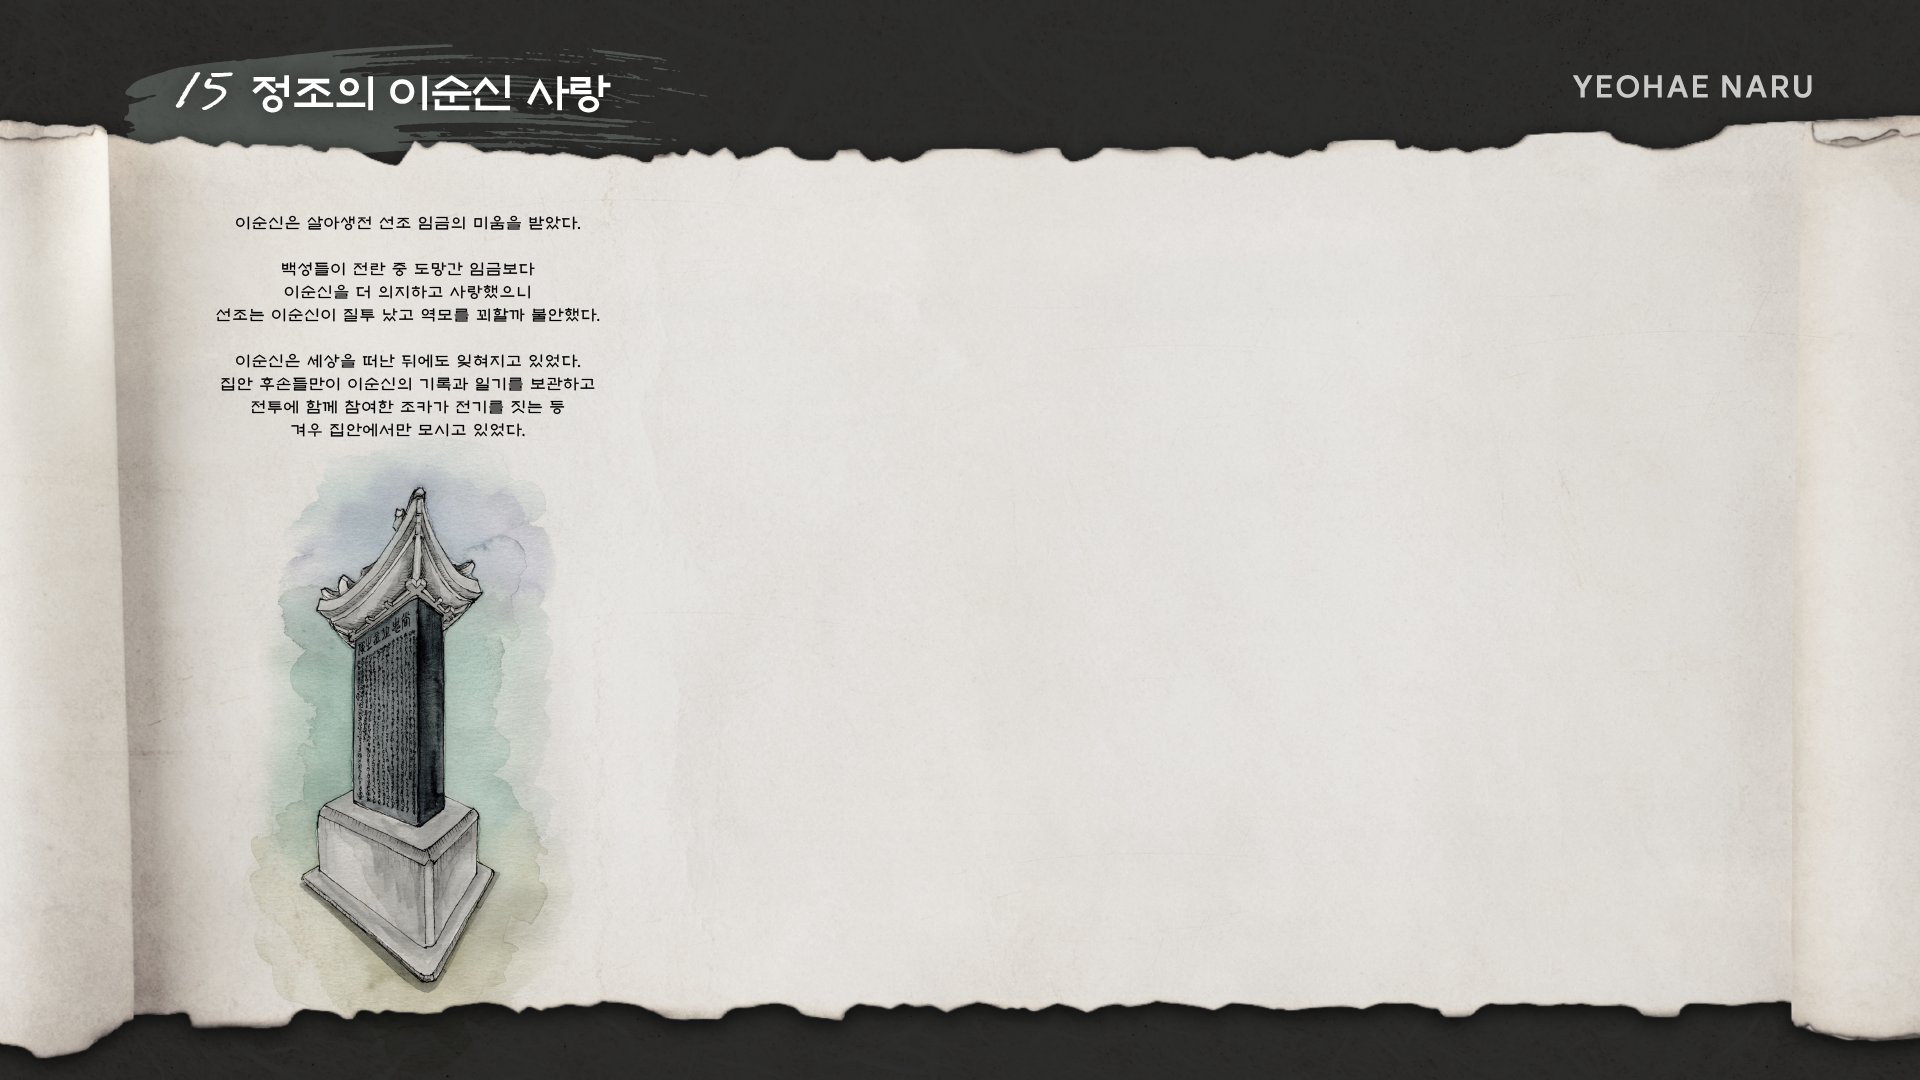 15 정조의 이순신 사랑
YEOHAE NARU
이순신은 살아생전 선조 임금의 미움을 받았다.
백성들이 전란 중 도망간 임금보다
이순신을 더 의지하고 사랑했으니
선조는 이순신이 질투 났고 역모를 꾀할까 불안했다.
이순신은 세상을 떠난 뒤에도 잊혀지고 있었다.
집안 후손들만이 이순신의 기록과 일기를 보관하고
전투에 함께 참여한 조카가 전기를 짓는 등
겨우 집안에서만 모시고 있었다.